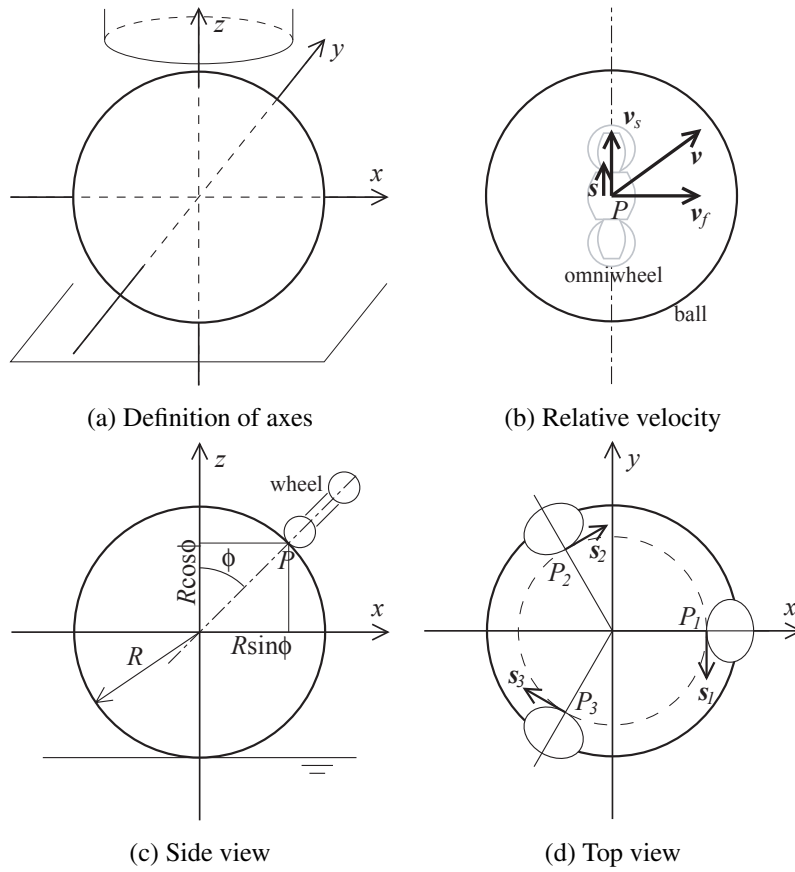 z
y
x
(a) Definition of axes
v_s
v
s
P
v_f
omniwheel
ball
(b) Relative velocity
z
wheel
P
ϕ
Rcosϕ
x
R
Rsinϕ
(c) Side view
y
s_2
P_2
x
P_1
s_3
P_3
s_1
(d) Top view